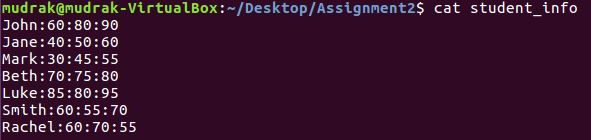 mudrak@mudrak-VirtualBox:~/Desktop/Assignment2$ cat student_info
John:60:80:90
Jane:40:50:60
Mark:30:45:55
Beth:70:75:80
Luke:85:80:95
Smith:60:55:70
Rachel:60:70:55